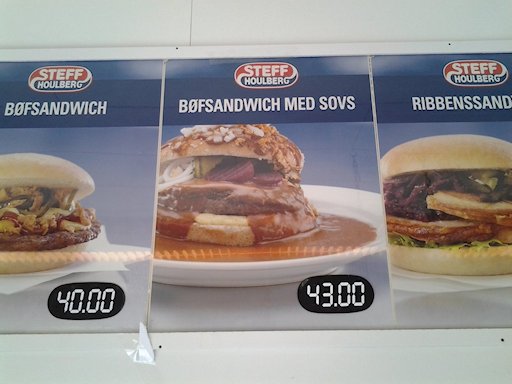 STEFF
HOULBERG
BØFSANDWICH
40.00
STEFF
HOULBERG
BØFSANDWICH MED SOVS
43.00
STEFF
HOULBERG
RIBBENSSAND